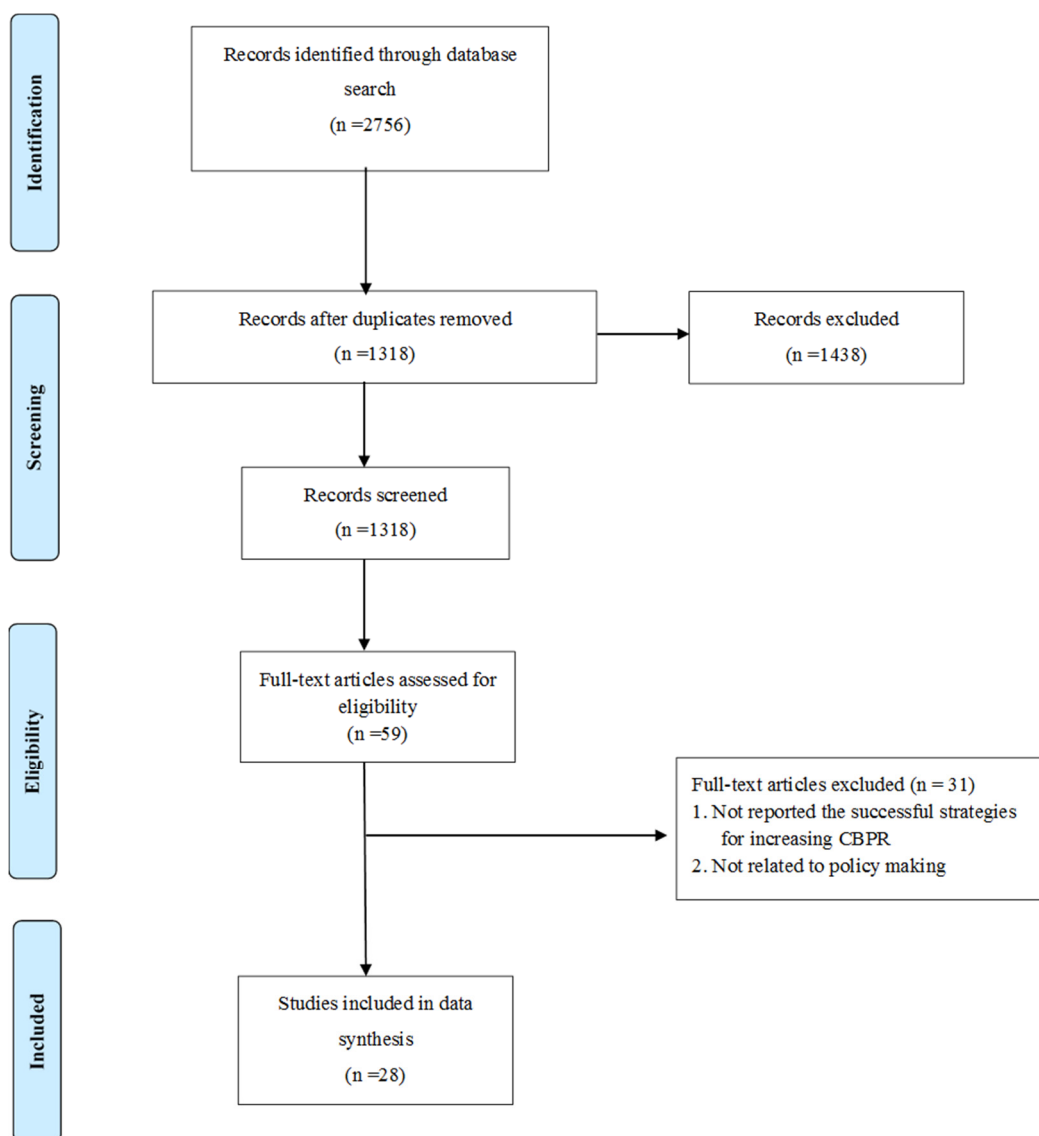 Identification
Records identified through database
search
(n =2756)
Screening
Records after duplicates removed
(n =1318)
Records excluded
(n =1438)
Records screened
(n =1318)
Eligibility
Full-text articles assessed for
eligibility
(n =59)
Full-text articles excluded (n = 31)
1. Not reported the successful strategies
for increasing CBPR
2. Not related to policy making
Included
Studies included in data
synthesis
(n =28)